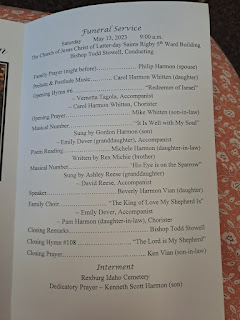 Funeral Service
Saturday May 13, 2023 9:00 a.m.
The Church of Jesus Christ of Latter-day Saints Rigby 5th Ward Building
Bishop Todd Stowell, Conducting
Family Prayer (night before) Philip Harmon (spouse)
Prelude & Postlude Music Carol Harmon Whitten (daughter)
Opening Hymn #6 "Redeemer of Israel"
– Vernetta Tagola, Accompanist
– Carol Harmon Whitten, Chorister
Opening Prayer Mike Whitten (son-in-law)
Musical Number "It Is Well with My Soul"
Sung by Gordon Harmon (son)
– Emily Dover (granddaughter), Accompanist
Poem Reading Michele Harmon (daughter-in-law)
Written by Rex Michie (brother)
Musical Number "His Eye is on the Sparrow"
Sung by Ashley Reese (granddaughter)
– David Reese, Accompanist
Speaker Beverly Harmon Vian (daughter)
Family Choir "The King of Love My Shepherd Is"
– Emily Dover, Accompanist
– Pam Harmon (daughter-in-law), Chorister
Closing Remarks Bishop Todd Stowell
Closing Hymn #108 "The Lord is My Shepherd"
Closing Prayer Ken Vian (son-in-law)
Interment
Rexburg Idaho Cemetery
Dedicatory Prayer – Kenneth Scott Harmon (son)